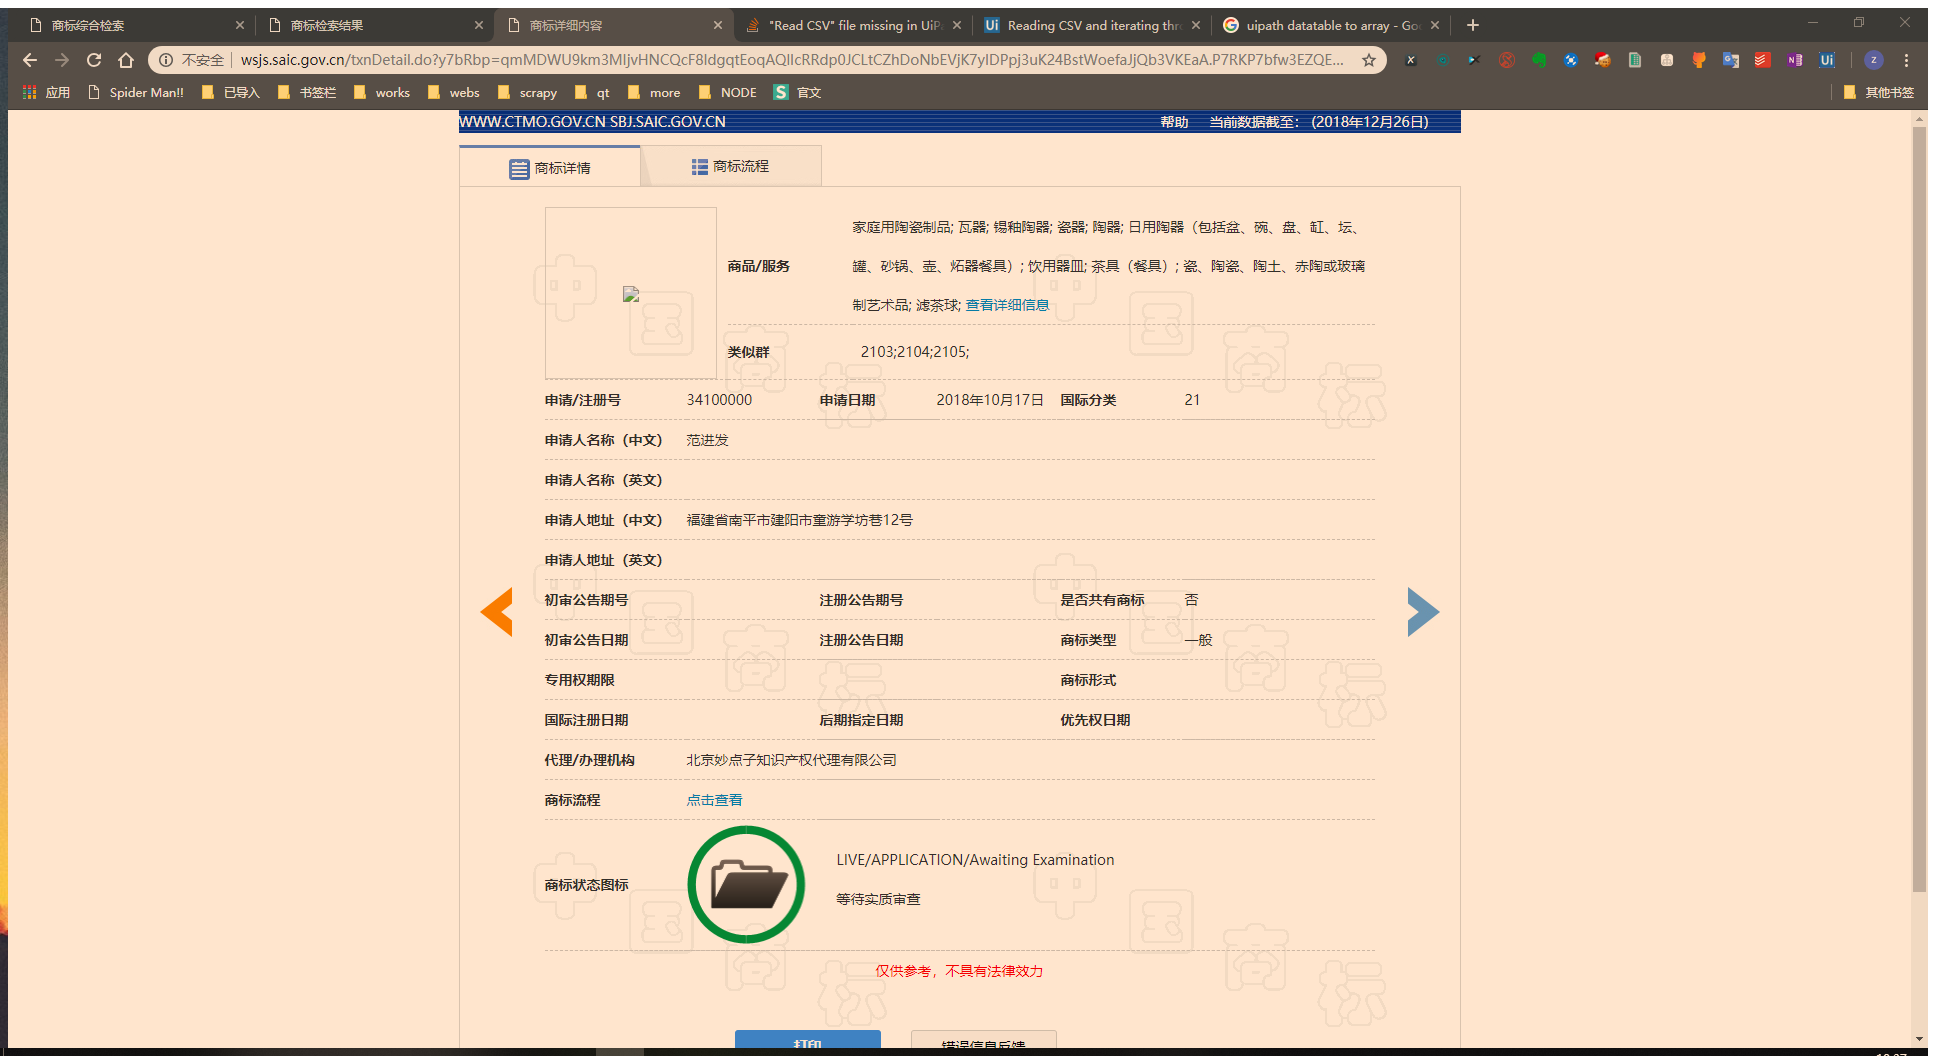 商标综合检索
商标检索结果
商标详细内容
"Read CSV" file missing in UiP
Reading CSV and iterating thro
uipath datatable to array - Goo
不安全
wsjs.saic.gov.cn/txnDetail.do?y7bRbp=qmMDWU9km3MIjvHNCQcF8ldgqtEoqAQllcRRdp0JCLtCZhDoNbEVjK7ylDPpj3uK24BstWoefaJjQb3VKEaA.P7RKP7bfw3EZQE...
应用
Spider Man!!
已导入
书签栏
works
webs
scrapy
qt
more
NODE
官文
其他书签
WWW.CTMO.GOV.CN SBJ.SAIC.GOV.CN
帮助
当前数据截至: (2018年12月26日)
商标详情
商标流程
商品/服务
家庭用陶瓷制品; 瓦器; 锡釉陶器; 瓷器; 陶器; 日用陶器（包括盆、碗、盘、缸、坛、
罐、砂锅、壶、炻器餐具）; 饮用器皿; 茶具（餐具）; 瓷、陶瓷、陶土、赤陶或玻璃
制艺术品; 滤茶球; 查看详细信息
类似群 2103;2104;2105;
申请/注册号 34100000 申请日期 2018年10月17日 国际分类 21
申请人名称（中文） 范进发
申请人名称（英文）
申请人地址（中文） 福建省南平市建阳市童游学坊巷12号
申请人地址（英文）
初审公告期号 注册公告期号 是否共有商标 否
初审公告日期 注册公告日期 商标类型 一般
专用权期限 商标形式
国际注册日期 后期指定日期 优先权日期
代理/办理机构 北京妙点子知识产权代理有限公司
商标流程 点击查看
商标状态图标
LIVE/APPLICATION/Awaiting Examination
等待实质审查
仅供参考，不具有法律效力
打印
错误信息反馈